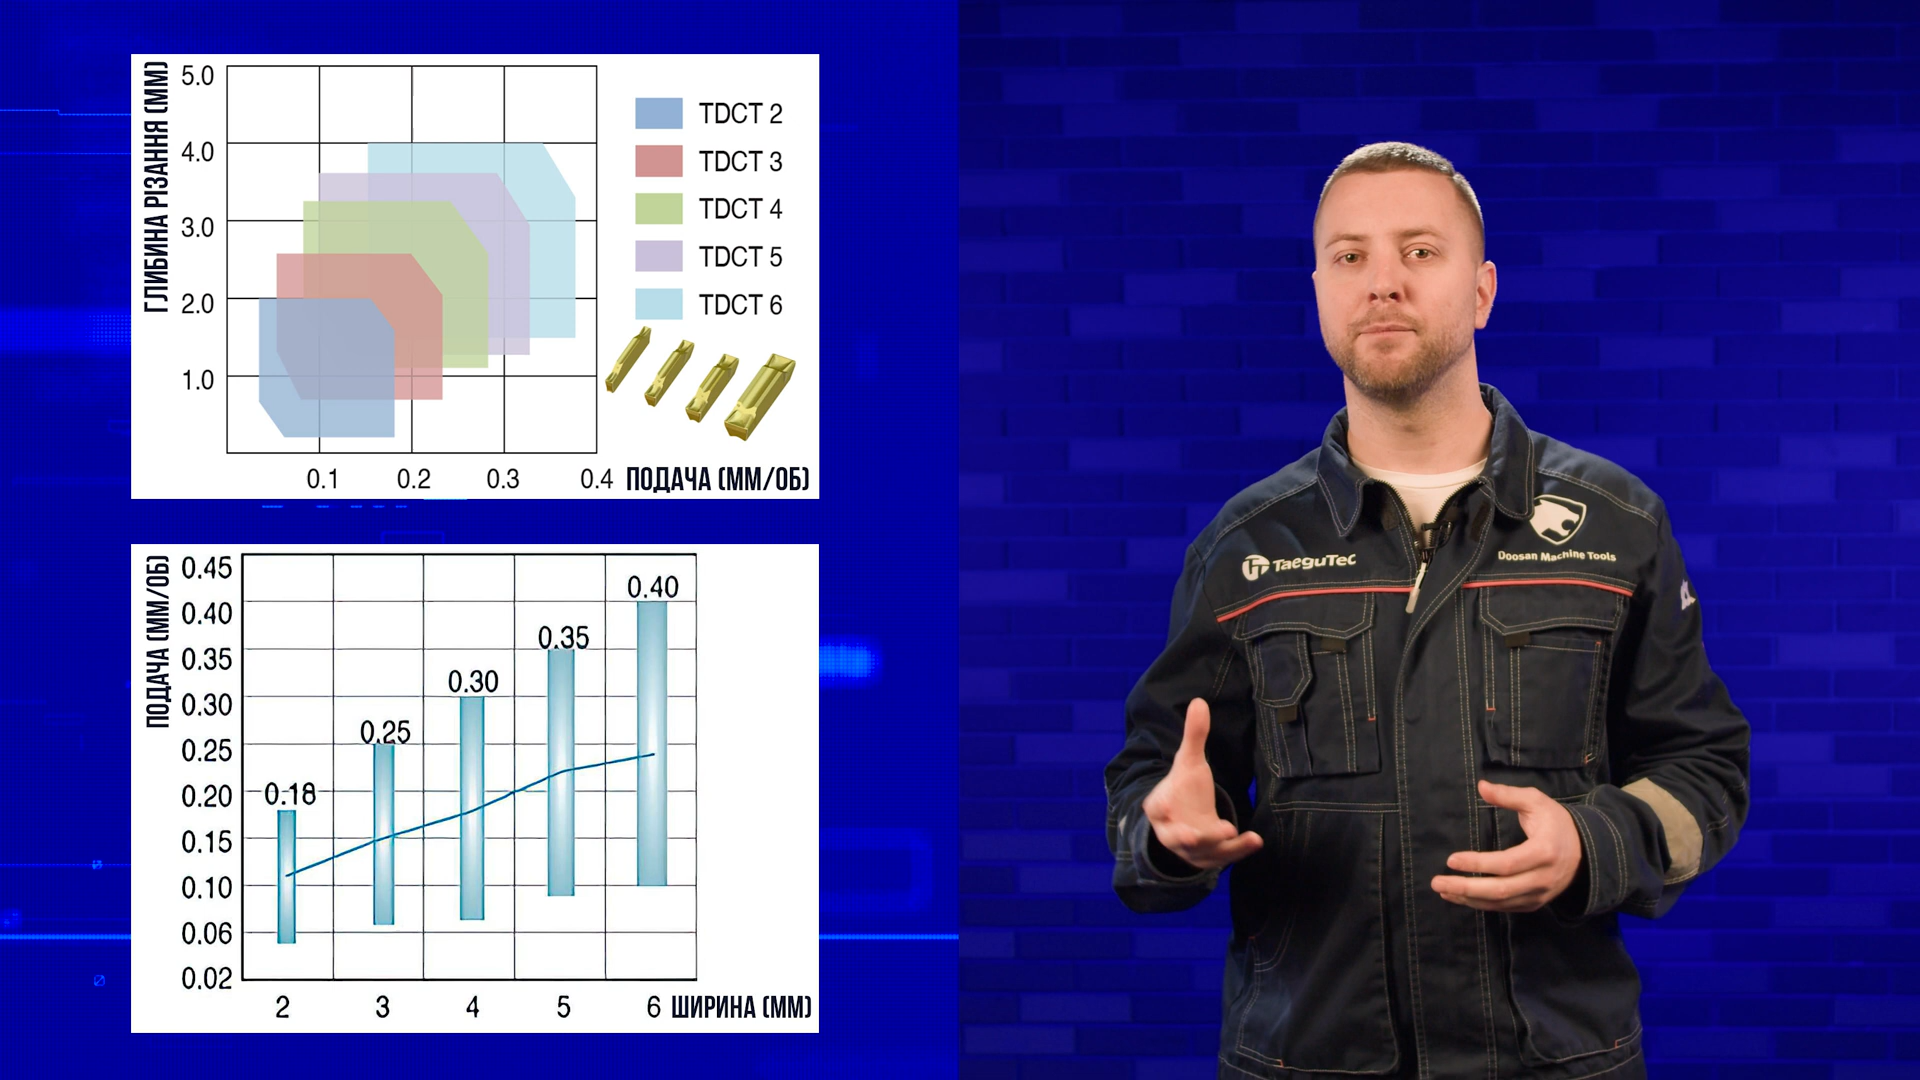 ГЛИБИНА РІЗАННЯ (ММ)
5.0
4.0
3.0
2.0
1.0
0.1 0.2 0.3 0.4 ПОДАЧА (ММ/ОБ)
TDCT 2
TDCT 3
TDCT 4
TDCT 5
TDCT 6
ПОДАЧА (ММ/ОБ)
0.45
0.40
0.35
0.30
0.25
0.20
0.15
0.10
0.06
0.02
0.18
0.25
0.30
0.35
0.40
2 3 4 5 6 ШИРИНА (ММ)
TaeguTec
Doosan Machine Tools